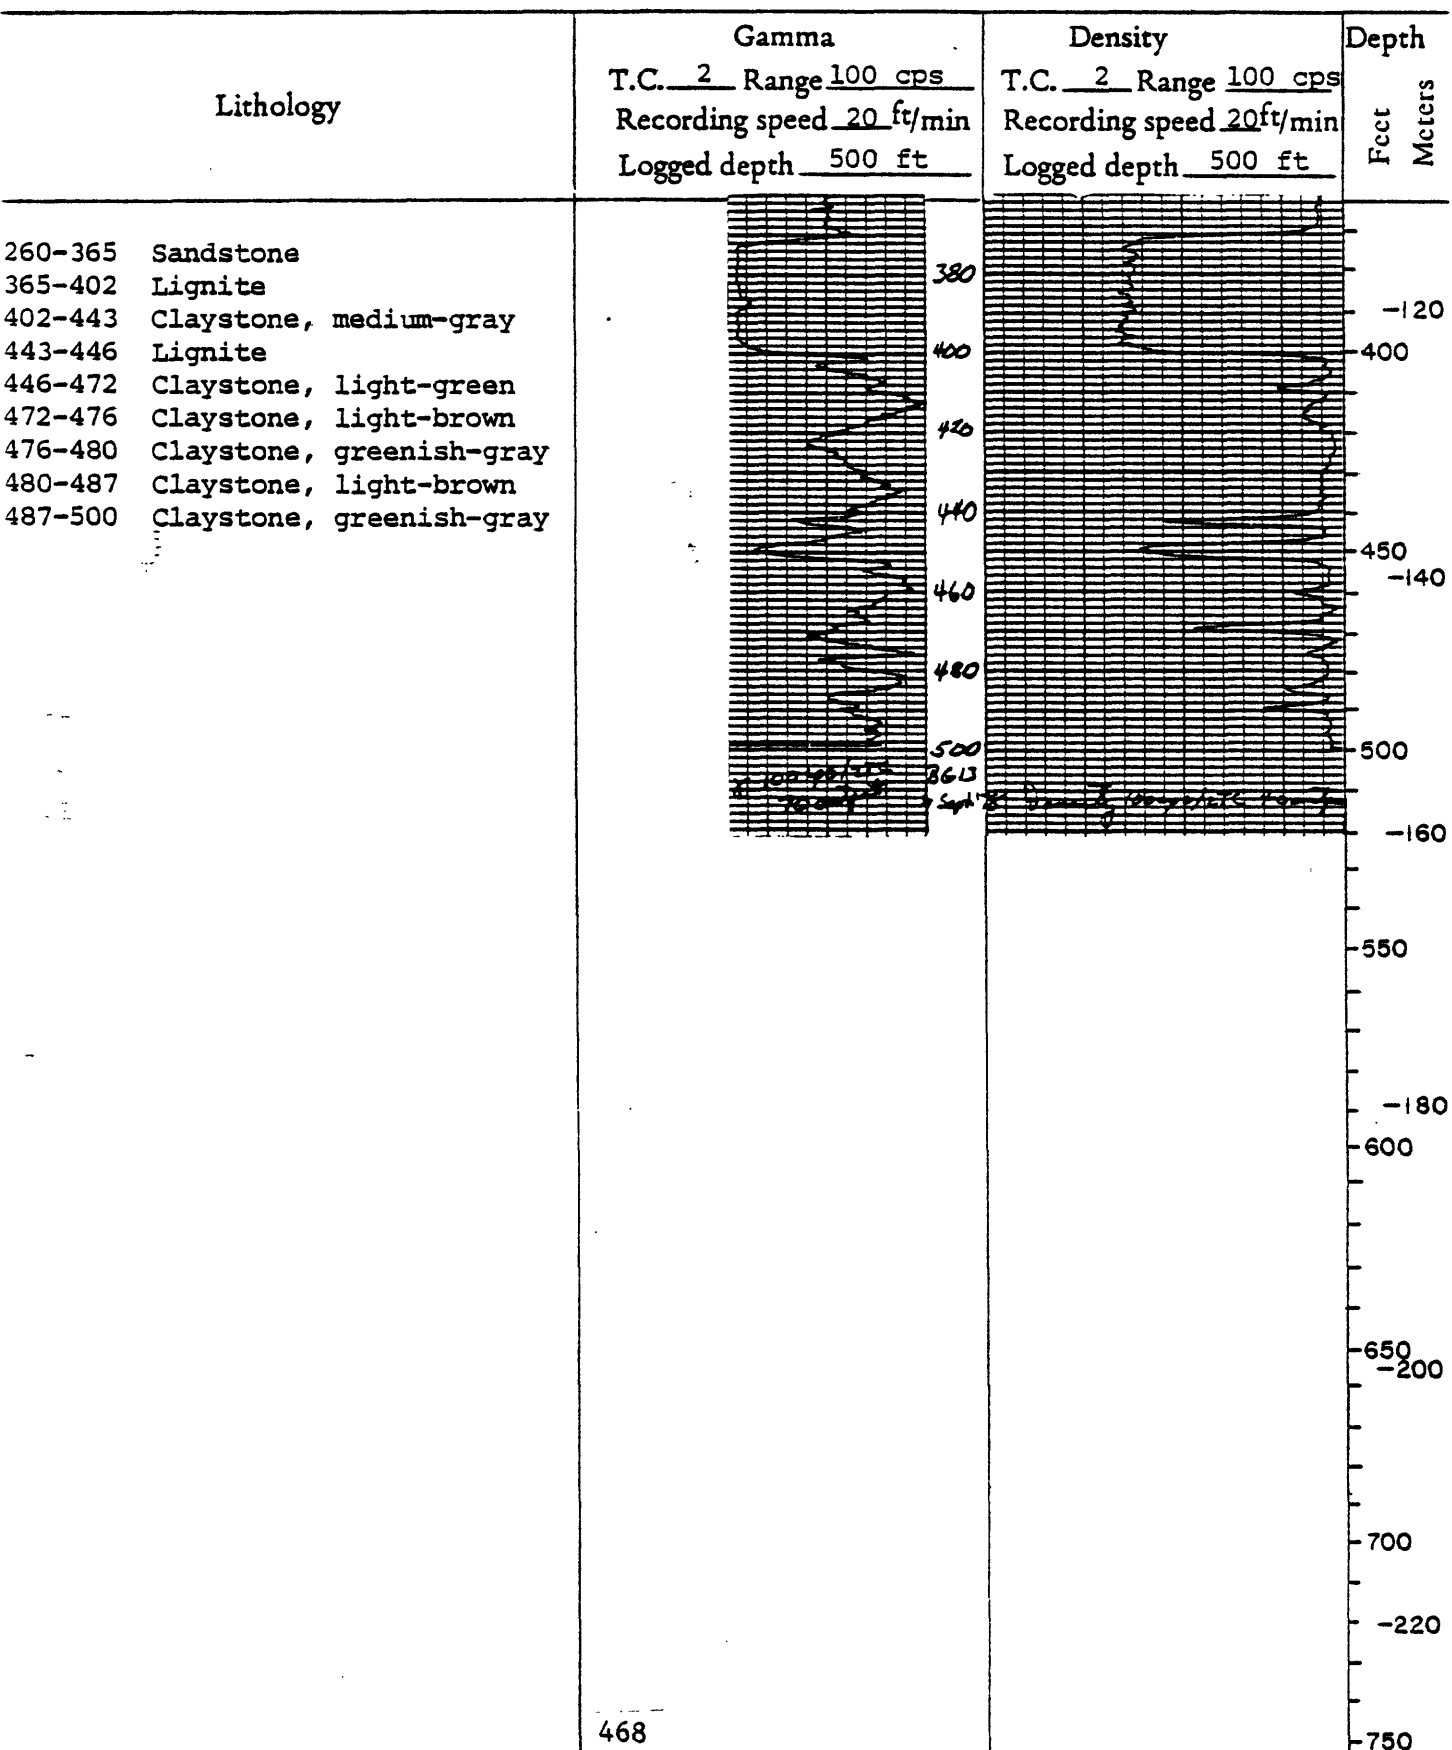 Lithology
Gamma
T.C. 2 Range 100 cps
Recording speed 20 ft/min
Logged depth 500 ft
Density
T.C. 2 Range 100 cps
Recording speed 20ft/min
Logged depth 500 ft
Depth
Feet
Meters
260-365 Sandstone
365-402 Lignite
402-443 Claystone, medium-gray
443-446 Lignite
446-472 Claystone, light-green
472-476 Claystone, light-brown
476-480 Claystone, greenish-gray
480-487 Claystone, light-brown
487-500 Claystone, greenish-gray
380
400
420
440
460
480
500
BG13
Sept
Density
-120
-400
-450
-140
-500
-160
-550
-180
-600
-650
-200
-700
-220
-750
468